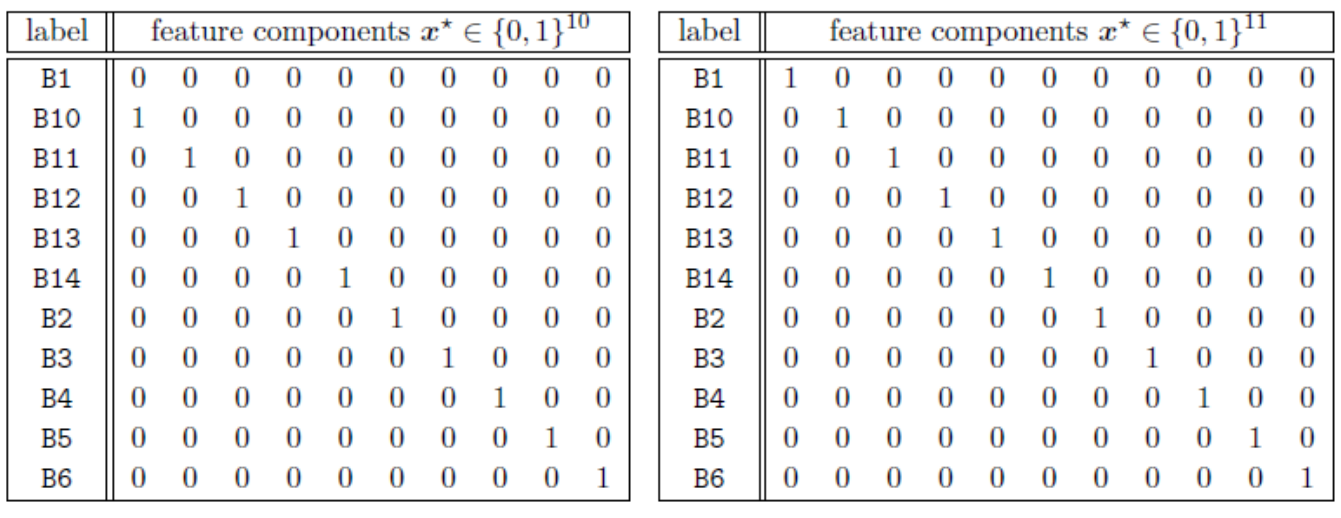 label feature components x⋆ ∈ {0, 1}^10
B1 0 0 0 0 0 0 0 0 0 0
B10 1 0 0 0 0 0 0 0 0 0
B11 0 1 0 0 0 0 0 0 0 0
B12 0 0 1 0 0 0 0 0 0 0
B13 0 0 0 1 0 0 0 0 0 0
B14 0 0 0 0 1 0 0 0 0 0
B2 0 0 0 0 0 1 0 0 0 0
B3 0 0 0 0 0 0 1 0 0 0
B4 0 0 0 0 0 0 0 1 0 0
B5 0 0 0 0 0 0 0 0 1 0
B6 0 0 0 0 0 0 0 0 0 1
label feature components x⋆ ∈ {0, 1}^11
B1 1 0 0 0 0 0 0 0 0 0 0
B10 0 1 0 0 0 0 0 0 0 0 0
B11 0 0 1 0 0 0 0 0 0 0 0
B12 0 0 0 1 0 0 0 0 0 0 0
B13 0 0 0 0 1 0 0 0 0 0 0
B14 0 0 0 0 0 1 0 0 0 0 0
B2 0 0 0 0 0 0 1 0 0 0 0
B3 0 0 0 0 0 0 0 1 0 0 0
B4 0 0 0 0 0 0 0 0 1 0 0
B5 0 0 0 0 0 0 0 0 0 1 0
B6 0 0 0 0 0 0 0 0 0 0 1